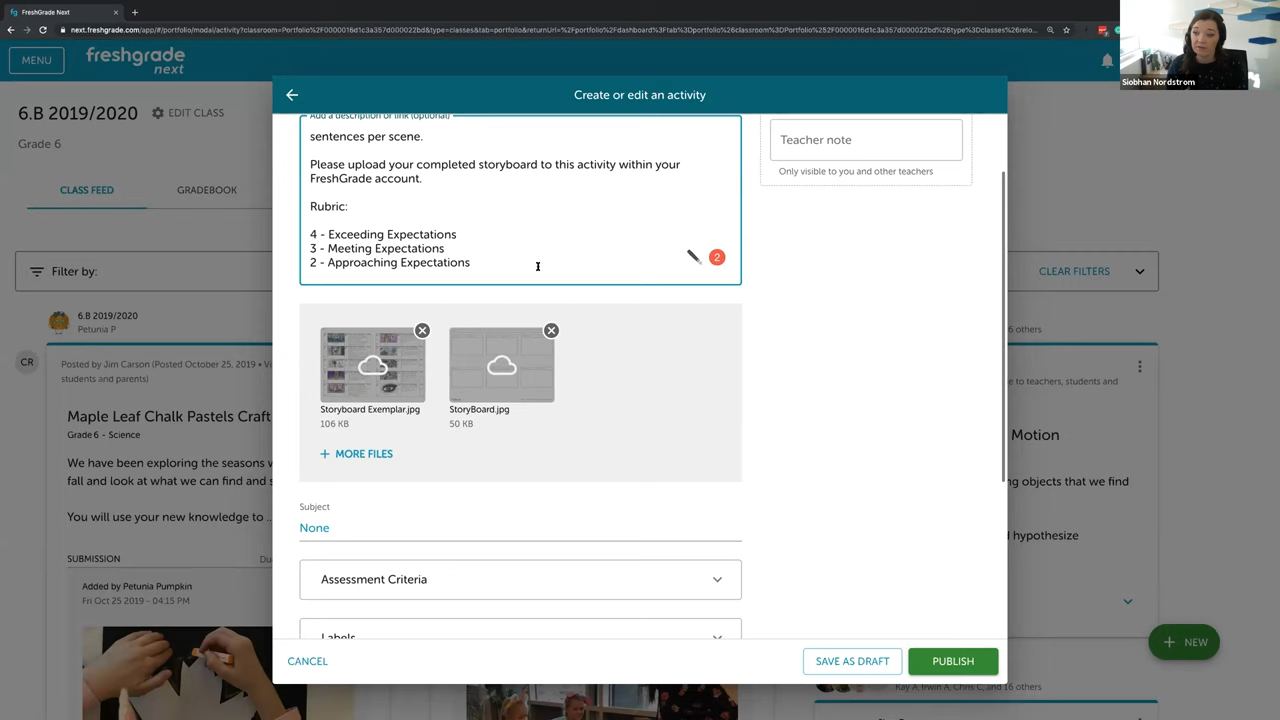 FreshGrade Next
next.freshgrade.com/app/#/portfolio/modal/activity?classroom=Portfolio%2F0000016d1c3a357d000022bd&type=classes&tab=portfolio&returnUrl=%2Fportfolio%2Fdashboard%3Ftab%3Dportfolio%26classroom%3DPortfolio%252F0000016d1c3a357d000022bd%26type%3Dclasses%26relo...
MENU
freshgrade
next
Siobhan Nordstrom
Create or edit an activity
6.B 2019/2020
EDIT CLASS
Grade 6
CLASS FEED
GRADEBOOK
Filter by:
CLEAR FILTERS
Add a description or link (optional)
sentences per scene.
Please upload your completed storyboard to this activity within your
FreshGrade account.
Rubric:
4 - Exceeding Expectations
3 - Meeting Expectations
2 - Approaching Expectations
2
Teacher note
Only visible to you and other teachers
Storyboard Exemplar.jpg
106 KB
StoryBoard.jpg
50 KB
+ MORE FILES
Subject
None
Assessment Criteria
Labels
CANCEL
SAVE AS DRAFT
PUBLISH
6.B 2019/2020
Petunia P
CR
Posted by Jim Carson (Posted October 25, 2019 •
students and parents)
Maple Leaf Chalk Pastels Craft
Grade 6 - Science
We have been exploring the seasons
fall and look at what we can find and
You will use your new knowledge to ...
SUBMISSION
Added by Petunia Pumpkin
Fri Oct 25 2019 - 04:15 PM
6 others
to teachers, students and
Motion
objects that we find
hypothesize
+ NEW
Kay A, Irwin A, Chris C, and 16 others